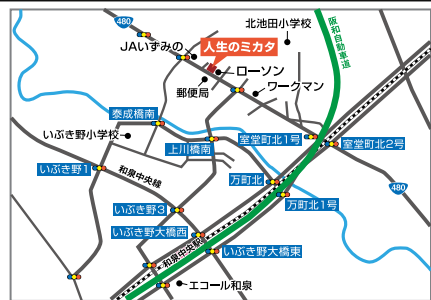 480
北池田小学校
阪和自動車道
JAいずみの
人生のミカタ
ローソン
郵便局
ワークマン
泰成橋南
いぶき野小学校
上川橋南
室堂町北1号
室堂町北2号
いぶき野1
和泉中央線
万町北
480
いぶき野3
万町北1号
いぶき野大橋西
和泉中央駅
いぶき野大橋東
エコール和泉